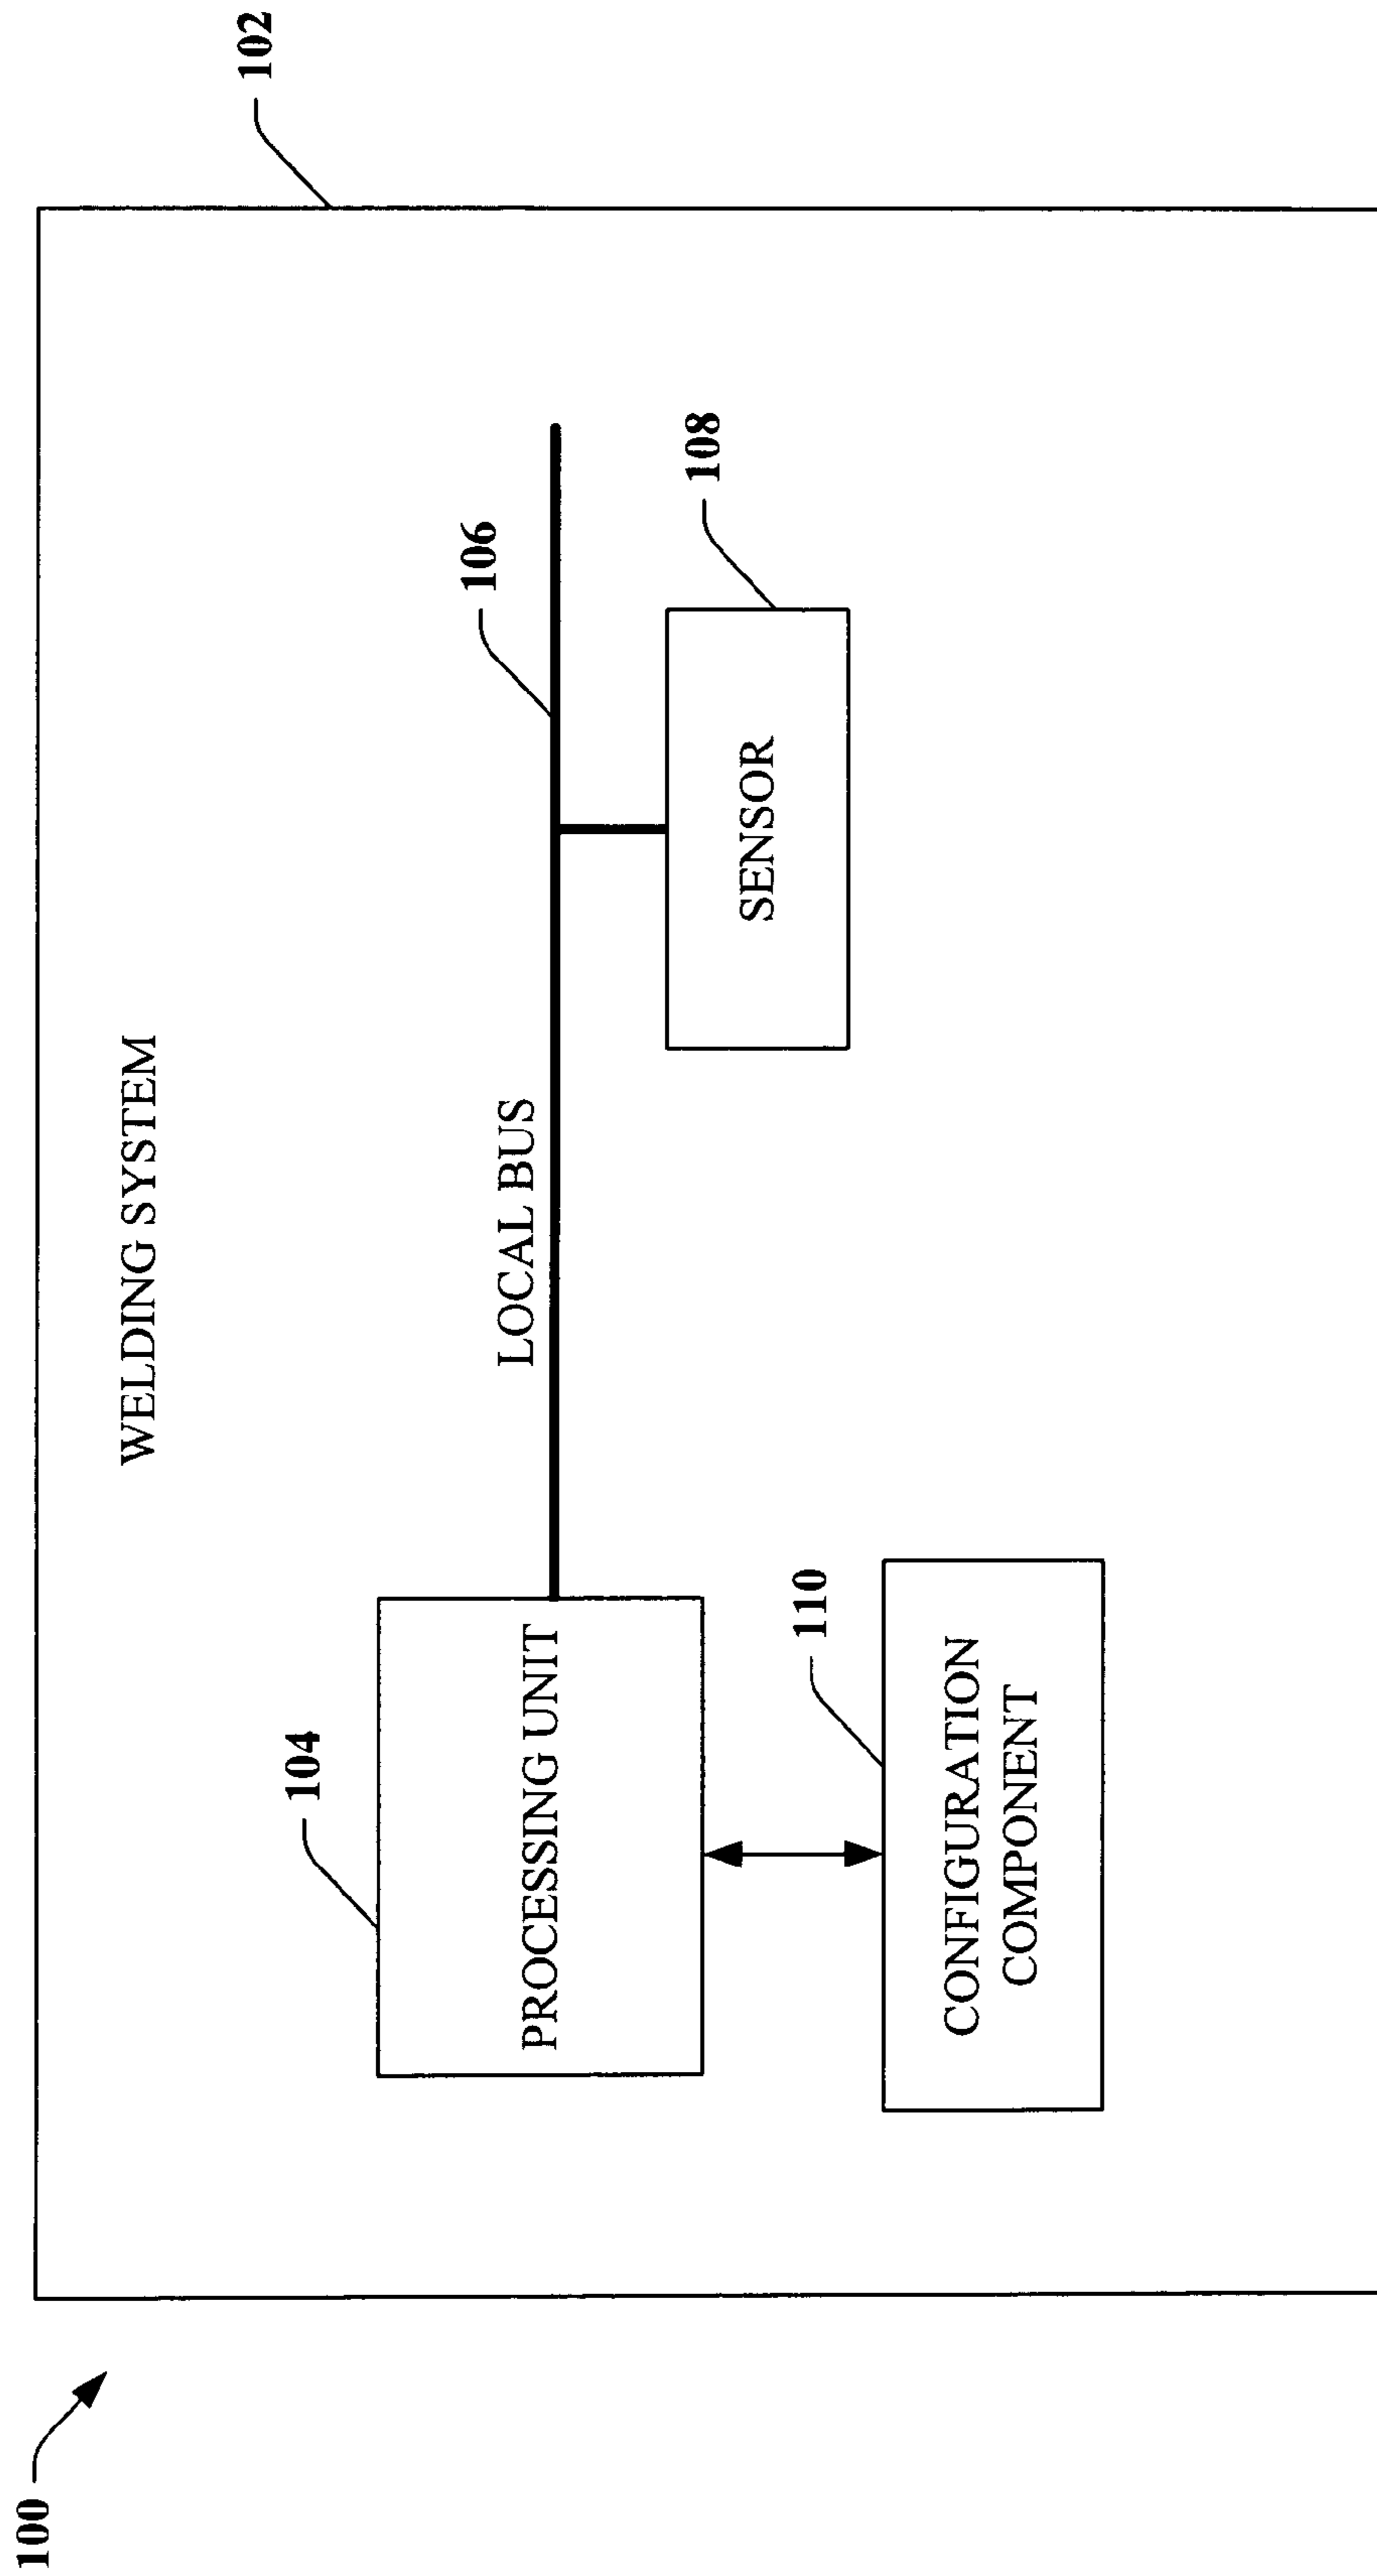 100
102
WELDING SYSTEM
104
106
LOCAL BUS
PROCESSING UNIT
108
SENSOR
110
CONFIGURATION
COMPONENT